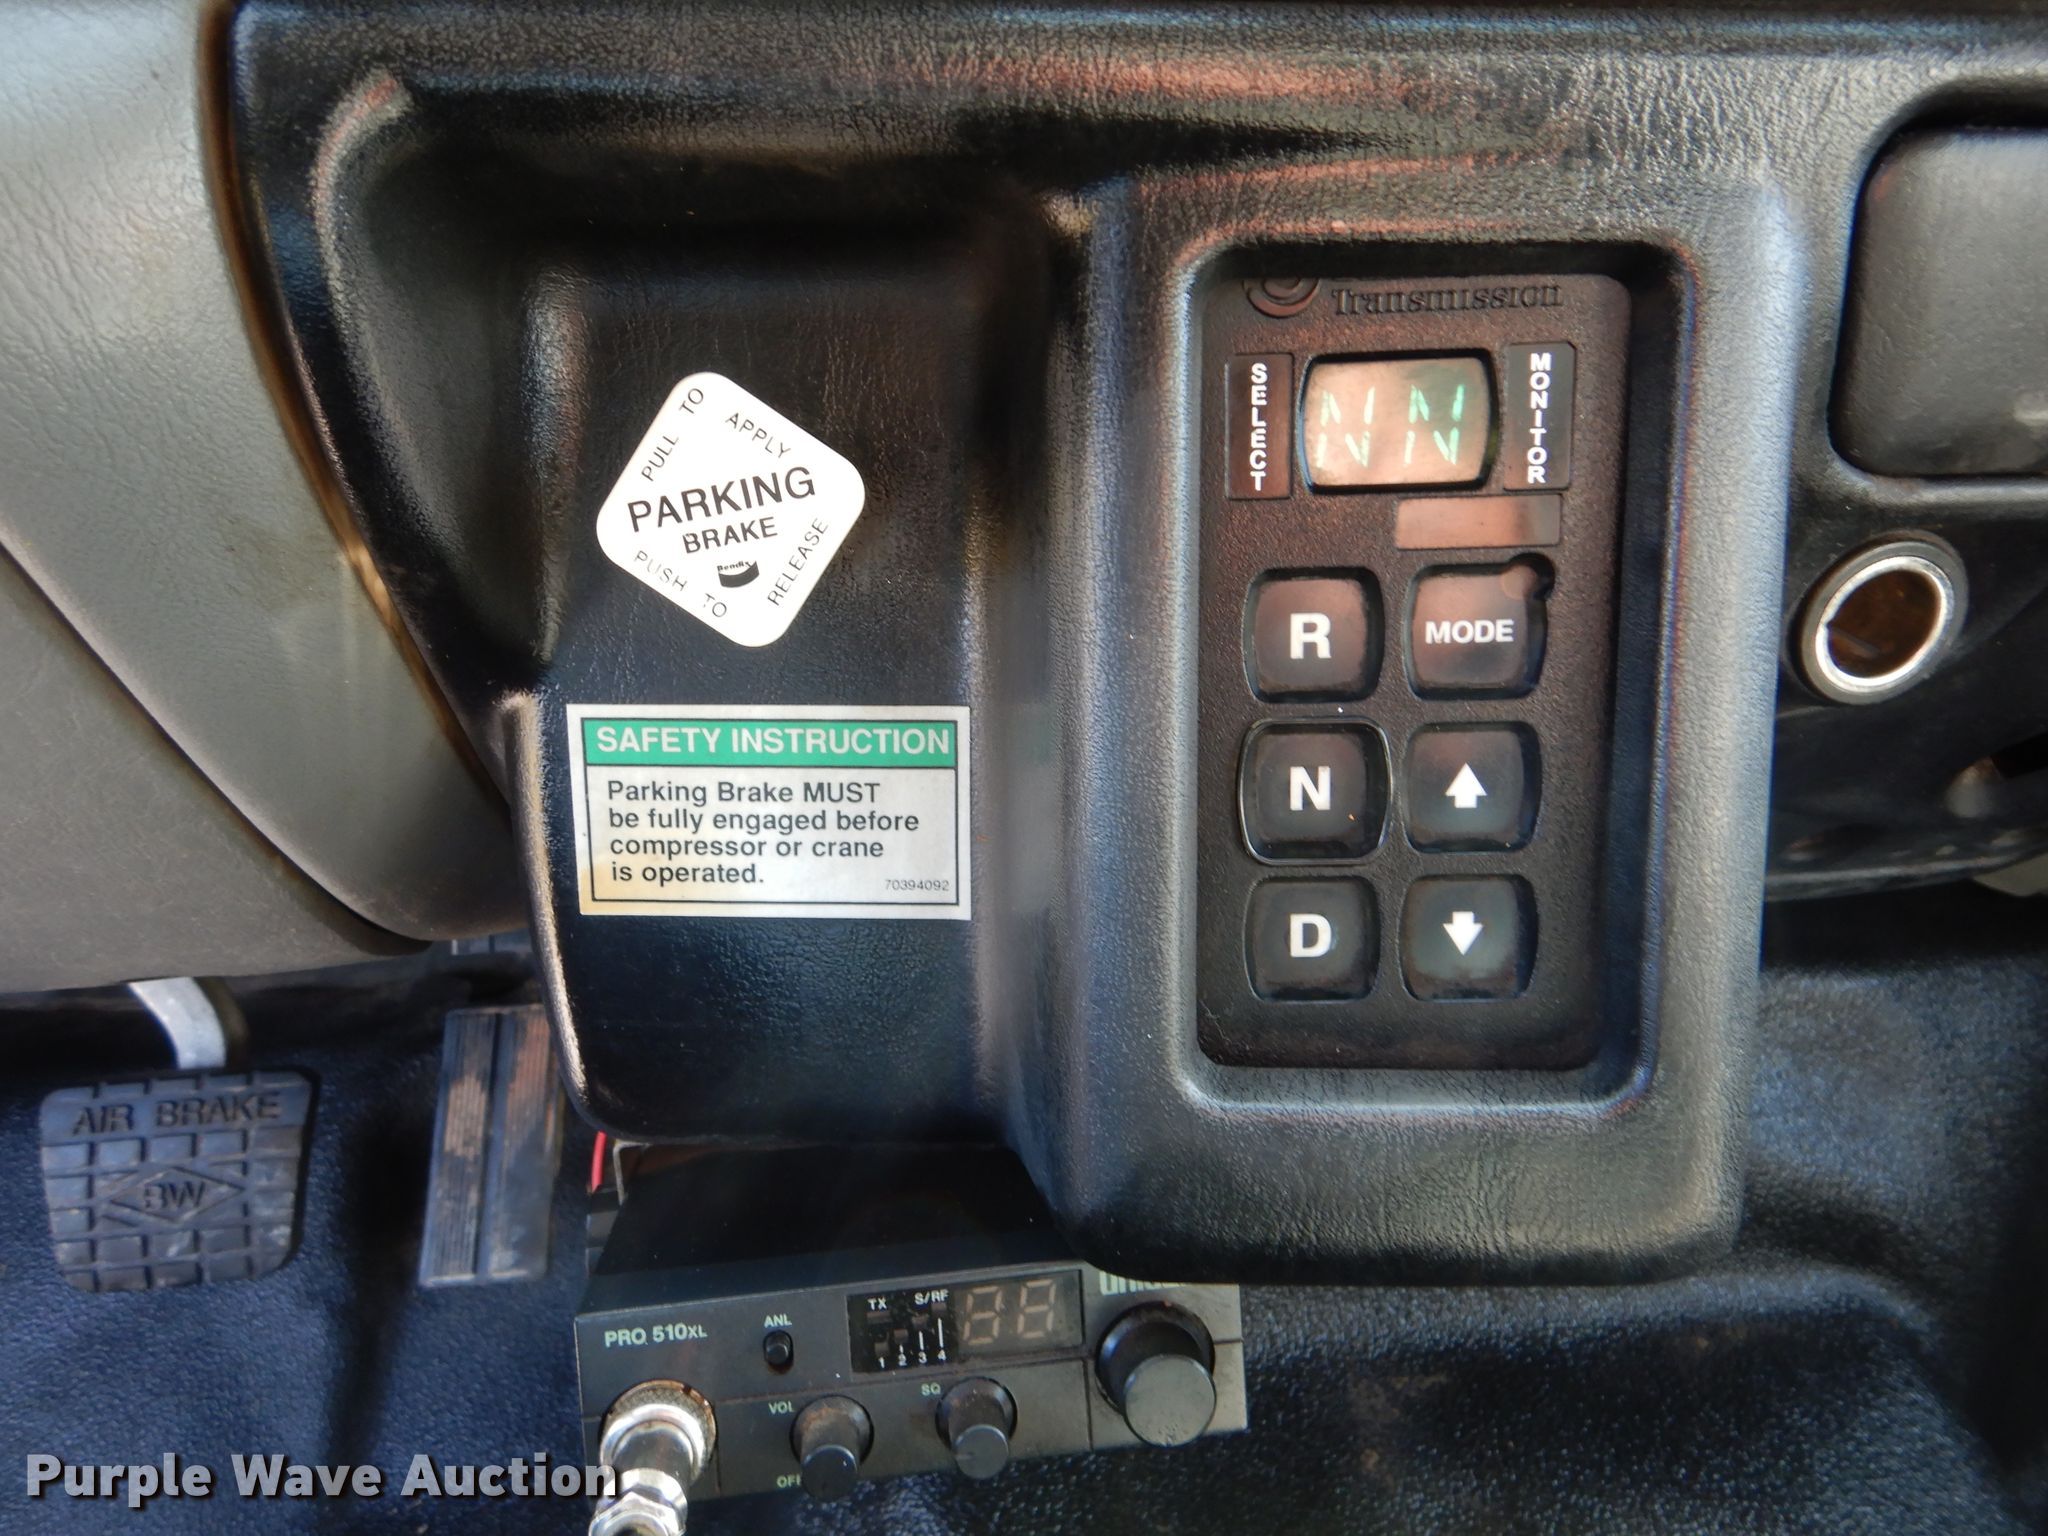 Transmission
SELECT
N N
MONITOR
PULL TO APPLY
PARKING
BRAKE
Bendix
PUSH TO RELEASE
R
MODE
N
D
SAFETY INSTRUCTION
Parking Brake MUST
be fully engaged before
compressor or crane
is operated.
70394092
AIR BRAKE
BW
PRO 510XL
ANL
TX
S/RF
1 2 3 4
VOL
SQ
OFF
Purple Wave Auction